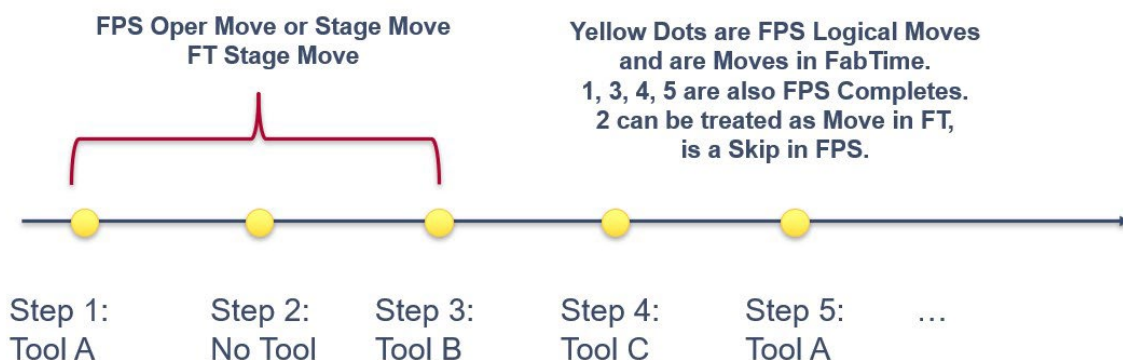 FPS Oper Move or Stage Move
FT Stage Move
Yellow Dots are FPS Logical Moves
and are Moves in FabTime.
1, 3, 4, 5 are also FPS Completes.
2 can be treated as Move in FT,
is a Skip in FPS.
Step 1:
Tool A
Step 2:
No Tool
Step 3:
Tool B
Step 4:
Tool C
Step 5:
Tool A
...